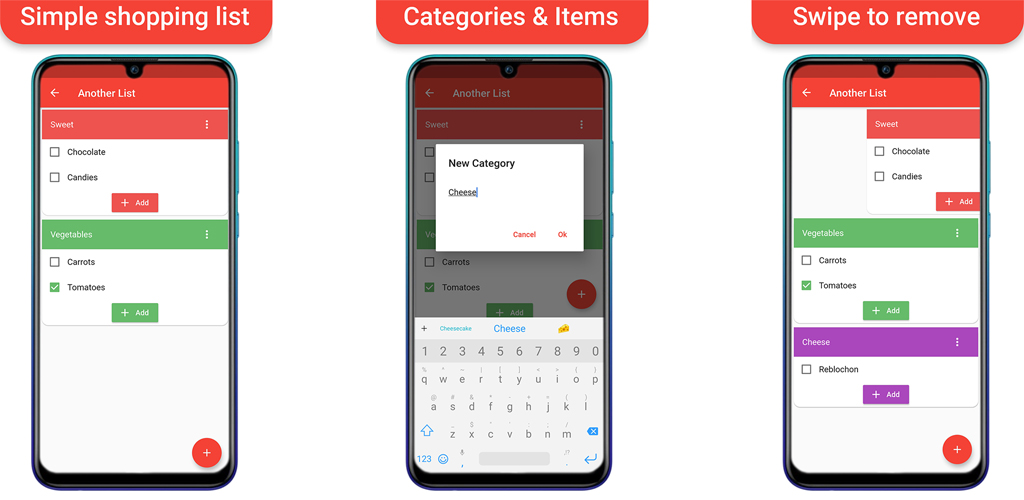 Simple shopping list
Another List
Sweet
Chocolate
Candies
+ Add
Vegetables
Carrots
Tomatoes
+ Add
Categories & Items
Another List
Sweet
New Category
Cheese
Cancel
Ok
Ve
Carrots
Tomatoes
+ Add
+ Cheesecake Cheese
1 2 3 4 5 6 7 8 9 0
q w e r t y u i o p
a s d f g h j k l
z x c v b n m
123
Swipe to remove
Another List
Sweet
Chocolate
Candies
+ Add
Vegetables
Carrots
Tomatoes
+ Add
Cheese
Reblochon
+ Add